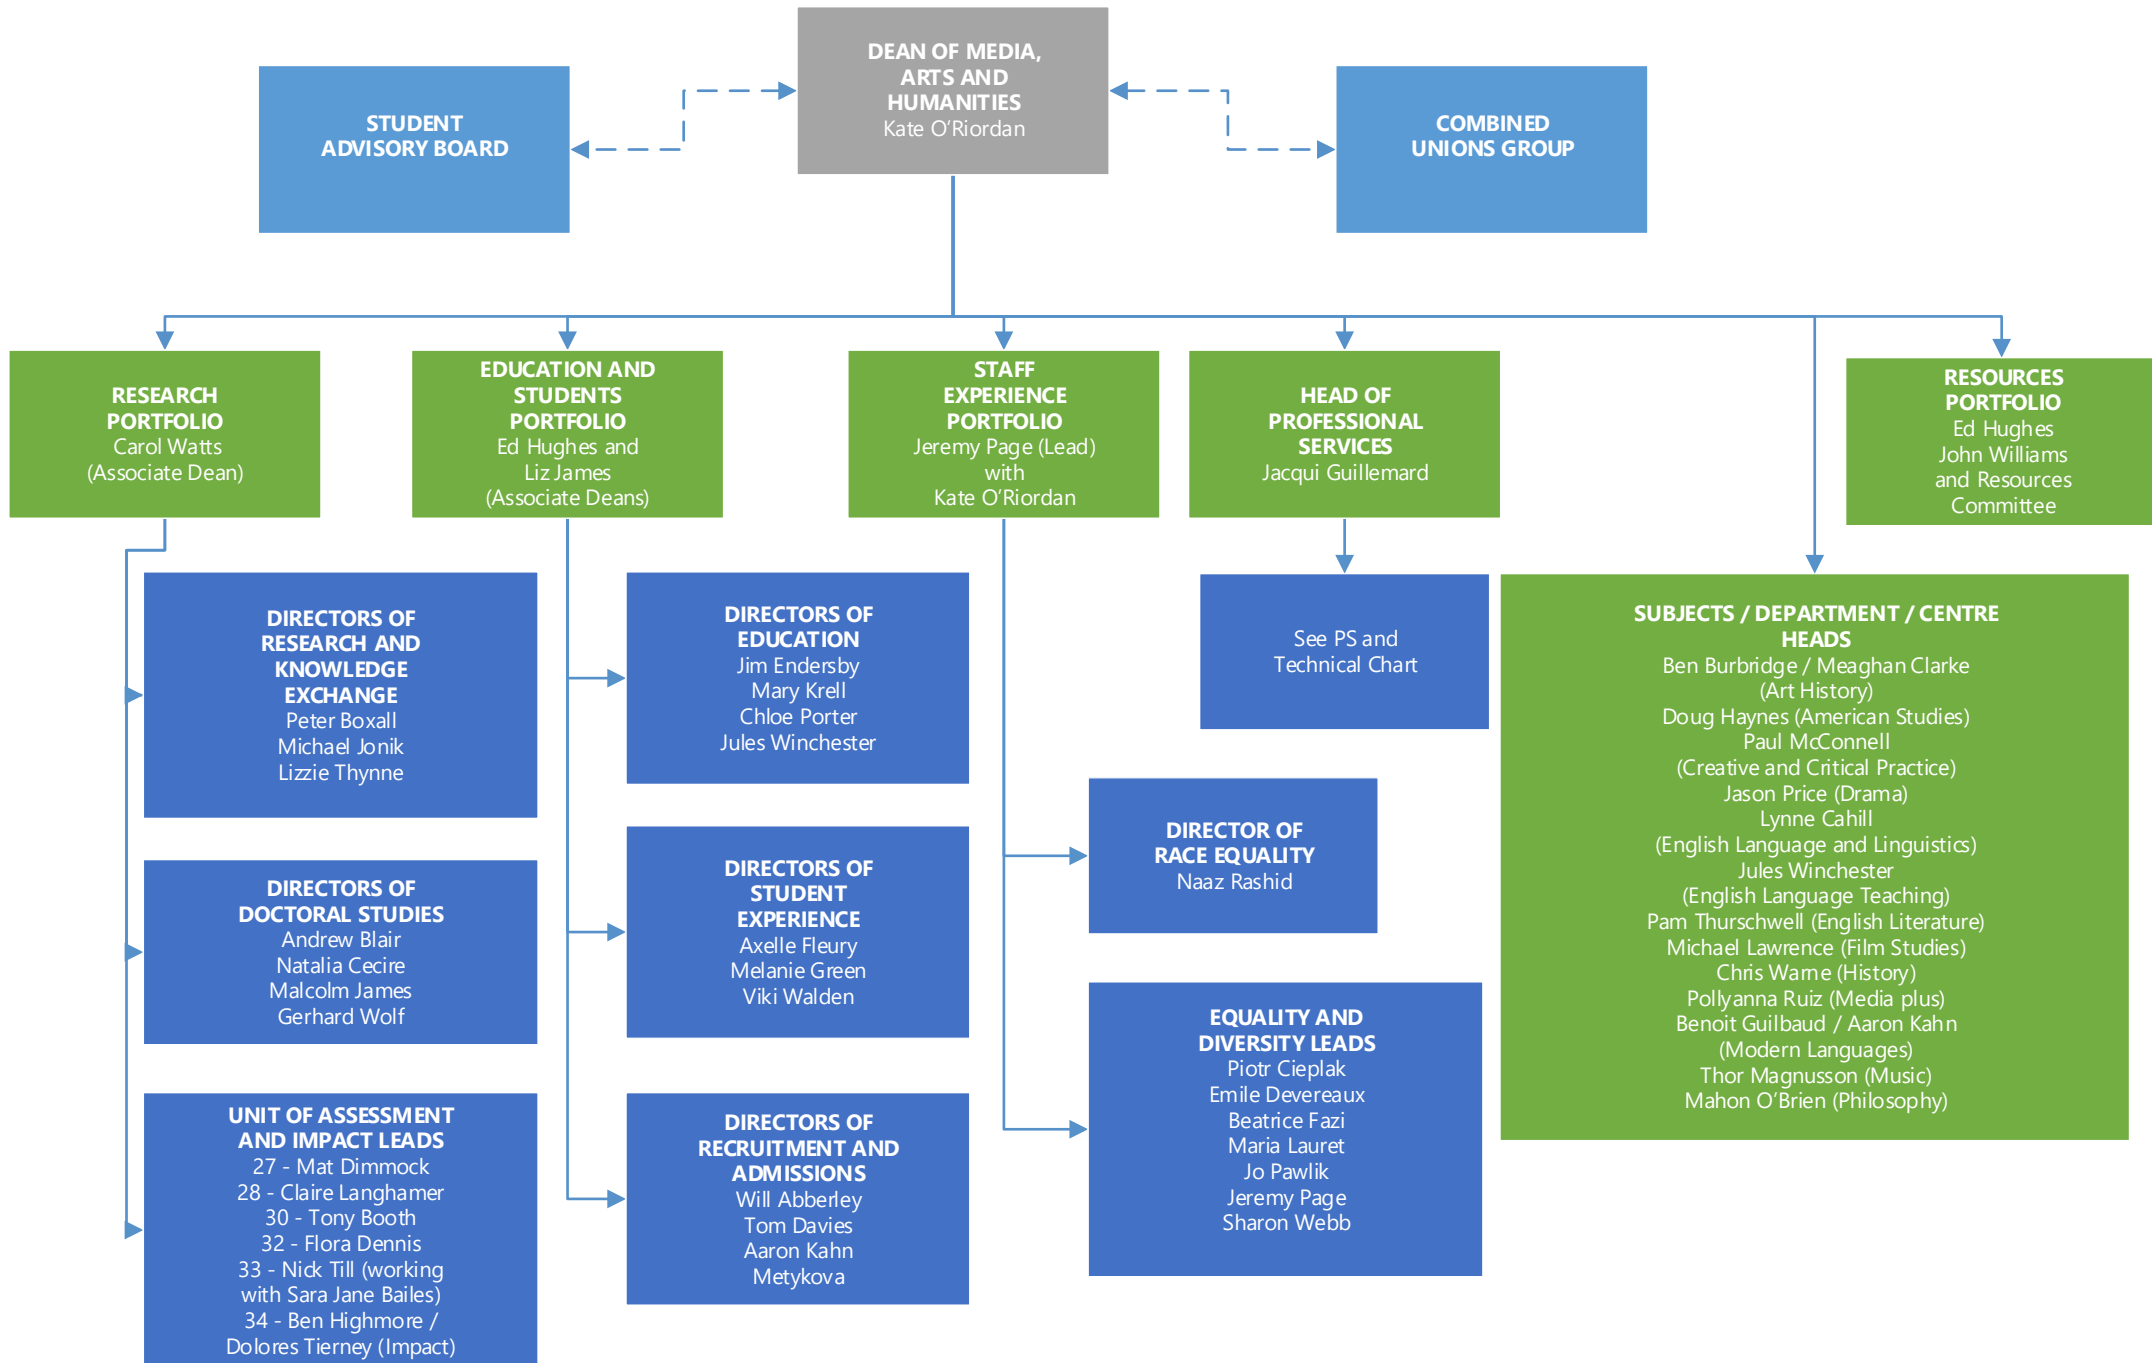 DEAN OF MEDIA,
ARTS AND
HUMANITIES
Kate O'Riordan
STUDENT
ADVISORY BOARD
COMBINED
UNIONS GROUP
RESEARCH
PORTFOLIO
Carol Watts
(Associate Dean)
EDUCATION AND
STUDENTS
PORTFOLIO
Ed Hughes and
Liz James
(Associate Deans)
STAFF
EXPERIENCE
PORTFOLIO
Jeremy Page (Lead)
with
Kate O'Riordan
HEAD OF
PROFESSIONAL
SERVICES
Jacqui Guillemard
RESOURCES
PORTFOLIO
Ed Hughes
John Williams
and Resources
Committee
DIRECTORS OF
RESEARCH AND
KNOWLEDGE
EXCHANGE
Peter Boxall
Michael Jonik
Lizzie Thynne
DIRECTORS OF
DOCTORAL STUDIES
Andrew Blair
Natalia Cecire
Malcolm James
Gerhard Wolf
UNIT OF ASSESSMENT
AND IMPACT LEADS
27 - Mat Dimmock
28 - Claire Langhamer
30 - Tony Booth
32 - Flora Dennis
33 - Nick Till (working
with Sara Jane Bailes)
34 - Ben Highmore /
Dolores Tierney (Impact)
DIRECTORS OF
EDUCATION
Jim Endersby
Mary Krell
Chloe Porter
Jules Winchester
DIRECTORS OF
STUDENT
EXPERIENCE
Axelle Fleury
Melanie Green
Viki Walden
DIRECTORS OF
RECRUITMENT AND
ADMISSIONS
Will Abberley
Tom Davies
Aaron Kahn
Metykova
DIRECTOR OF
RACE EQUALITY
Naaz Rashid
EQUALITY AND
DIVERSITY LEADS
Piotr Cieplak
Emile Devereaux
Beatrice Fazi
Maria Lauret
Jo Pawlik
Jeremy Page
Sharon Webb
See PS and
Technical Chart
SUBJECTS / DEPARTMENT / CENTRE
HEADS
Ben Burbridge / Meaghan Clarke
(Art History)
Doug Haynes (American Studies)
Paul McConnell
(Creative and Critical Practice)
Jason Price (Drama)
Lynne Cahill
(English Language and Linguistics)
Jules Winchester
(English Language Teaching)
Pam Thurschwell (English Literature)
Michael Lawrence (Film Studies)
Chris Warne (History)
Pollyanna Ruiz (Media plus)
Benoit Guilbaud / Aaron Kahn
(Modern Languages)
Thor Magnusson (Music)
Mahon O'Brien (Philosophy)